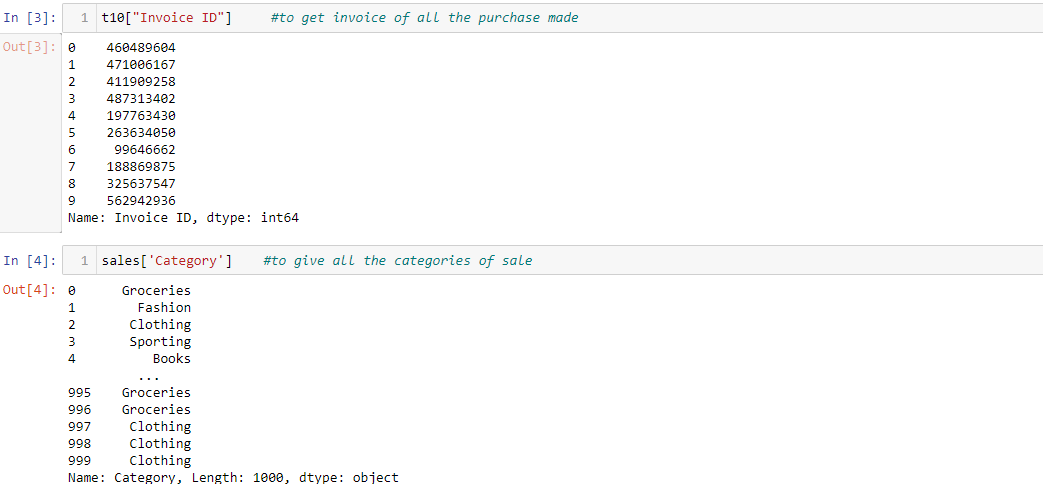 In [3]: 1 t10["Invoice ID"] #to get invoice of all the purchase made
Out[3]: 0 460489604
1 471006167
2 411909258
3 487313402
4 197763430
5 263634050
6 99646662
7 188869875
8 325637547
9 562942936
Name: Invoice ID, dtype: int64
In [4]: 1 sales['Category'] #to give all the categories of sale
Out[4]: 0 Groceries
1 Fashion
2 Clothing
3 Sporting
4 Books
...
995 Groceries
996 Groceries
997 Clothing
998 Clothing
999 Clothing
Name: Category, Length: 1000, dtype: object